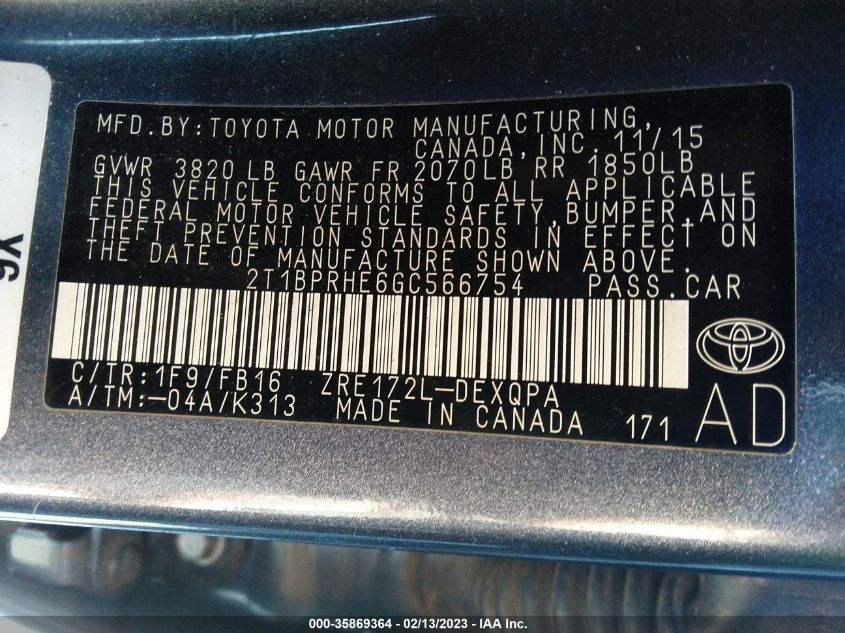 MFD.BY:TOYOTA MOTOR MANUFACTURING,
CANADA,INC. 11/15
GVWR 3820LB GAWR FR 2070LB RR 1850LB
THIS VEHICLE CONFORMS TO ALL APPLICABLE
FEDERAL MOTOR VEHICLE SAFETY,BUMPER,AND
THEFT PREVENTION STANDARDS IN EFFECT ON
THE DATE OF MANUFACTURE SHOWN ABOVE.
2T1BPRHE6GC566754 PASS.CAR
C/TR:1F9/FB16 ZRE172L-DEXQPA
A/TM:-04A/K313 MADE IN CANADA 171
AD
000-35869364 / 02/13/2023 - IAA Inc.